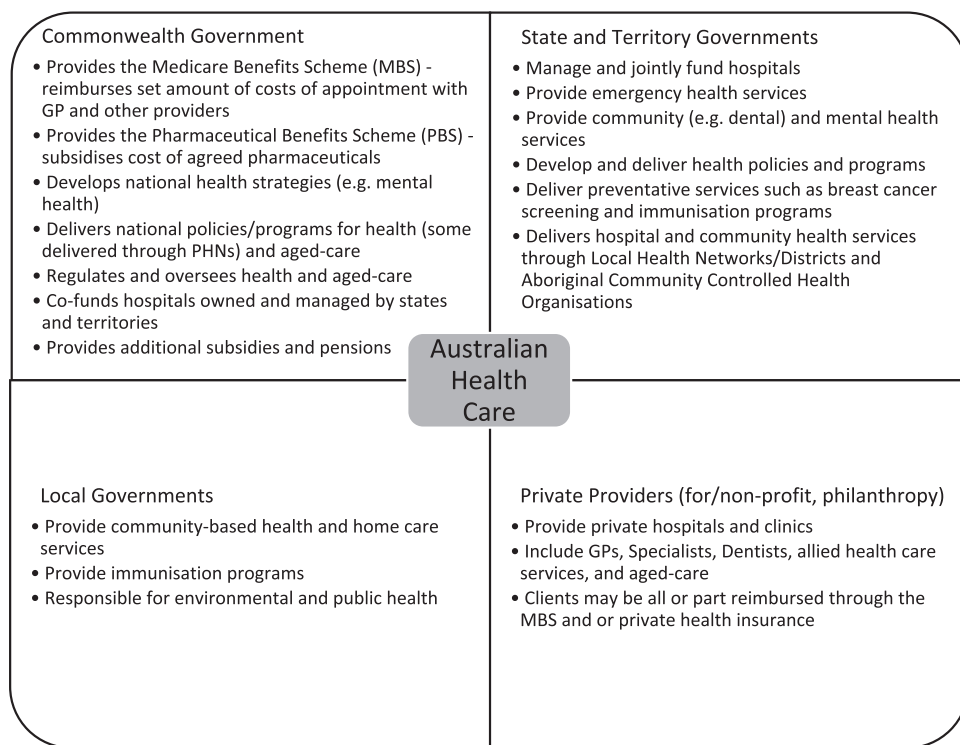 Commonwealth Government
• Provides the Medicare Benefits Scheme (MBS) -
reimburses set amount of costs of appointment with
GP and other providers
• Provides the Pharmaceutical Benefits Scheme (PBS) -
subsidises cost of agreed pharmaceuticals
• Develops national health strategies (e.g. mental
health)
• Delivers national policies/programs for health (some
delivered through PHNs) and aged-care
• Regulates and oversees health and aged-care
• Co-funds hospitals owned and managed by states
and territories
• Provides additional subsidies and pensions
State and Territory Governments
• Manage and jointly fund hospitals
• Provide emergency health services
• Provide community (e.g. dental) and mental health
services
• Develop and deliver health policies and programs
• Deliver preventative services such as breast cancer
screening and immunisation programs
• Delivers hospital and community health services
through Local Health Networks/Districts and
Aboriginal Community Controlled Health
Organisations
Australian
Health
Care
Local Governments
• Provide community-based health and home care
services
• Provide immunisation programs
• Responsible for environmental and public health
Private Providers (for/non-profit, philanthropy)
• Provide private hospitals and clinics
• Include GPs, Specialists, Dentists, allied health care
services, and aged-care
• Clients may be all or part reimbursed through the
MBS and or private health insurance